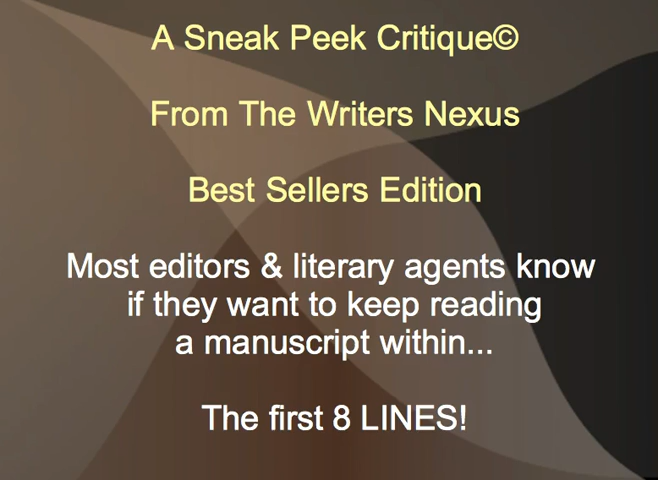 A Sneak Peek Critique©
From The Writers Nexus
Best Sellers Edition
Most editors & literary agents know
if they want to keep reading
a manuscript within...
The first 8 LINES!